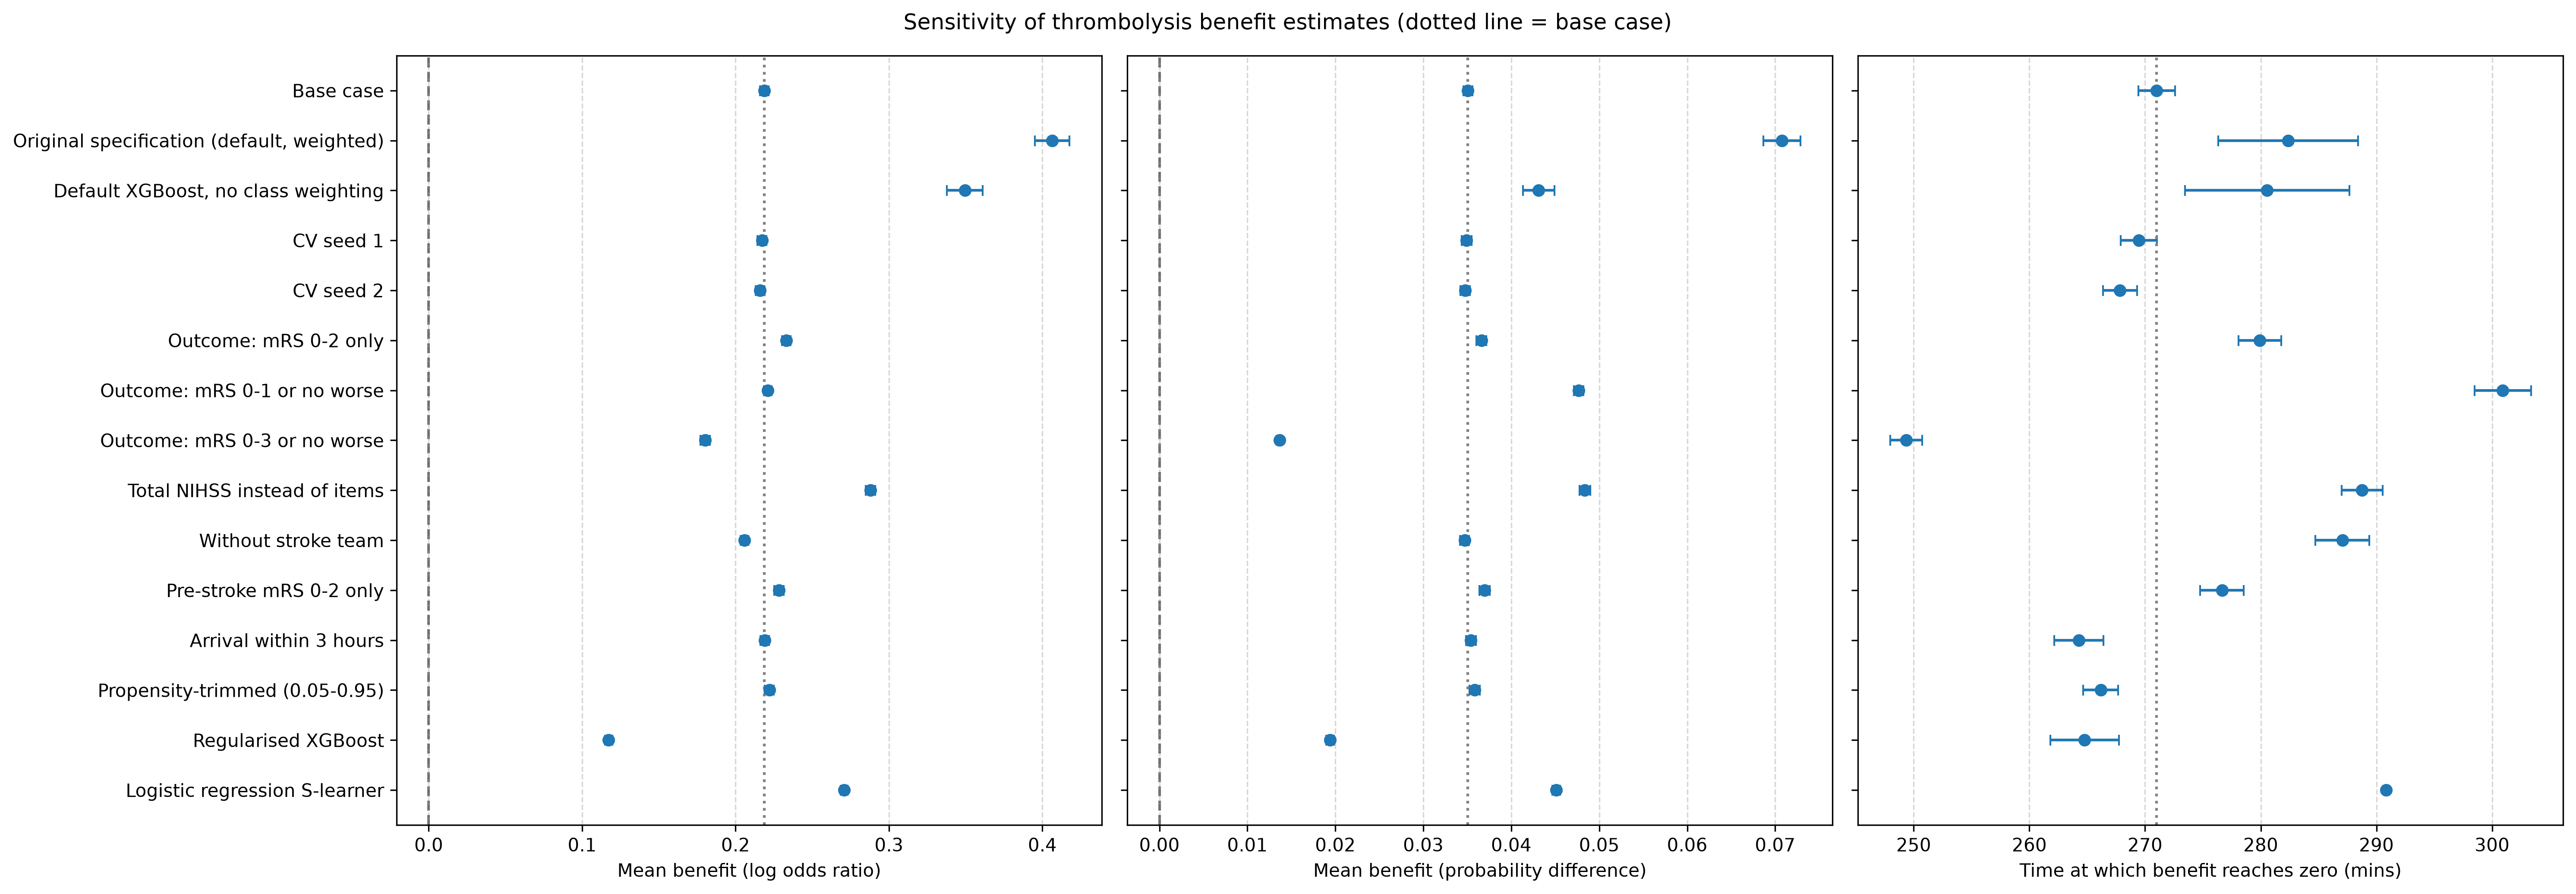 Sensitivity of thrombolysis benefit estimates (dotted line = base case)
Base case
Original specification (default, weighted)
Default XGBoost, no class weighting
CV seed 1
CV seed 2
Outcome: mRS 0-2 only
Outcome: mRS 0-1 or no worse
Outcome: mRS 0-3 or no worse
Total NIHSS instead of items
Without stroke team
Pre-stroke mRS 0-2 only
Arrival within 3 hours
Propensity-trimmed (0.05-0.95)
Regularised XGBoost
Logistic regression S-learner
0.0 0.1 0.2 0.3 0.4
Mean benefit (log odds ratio)
0.00 0.01 0.02 0.03 0.04 0.05 0.06 0.07
Mean benefit (probability difference)
250 260 270 280 290 300
Time at which benefit reaches zero (mins)